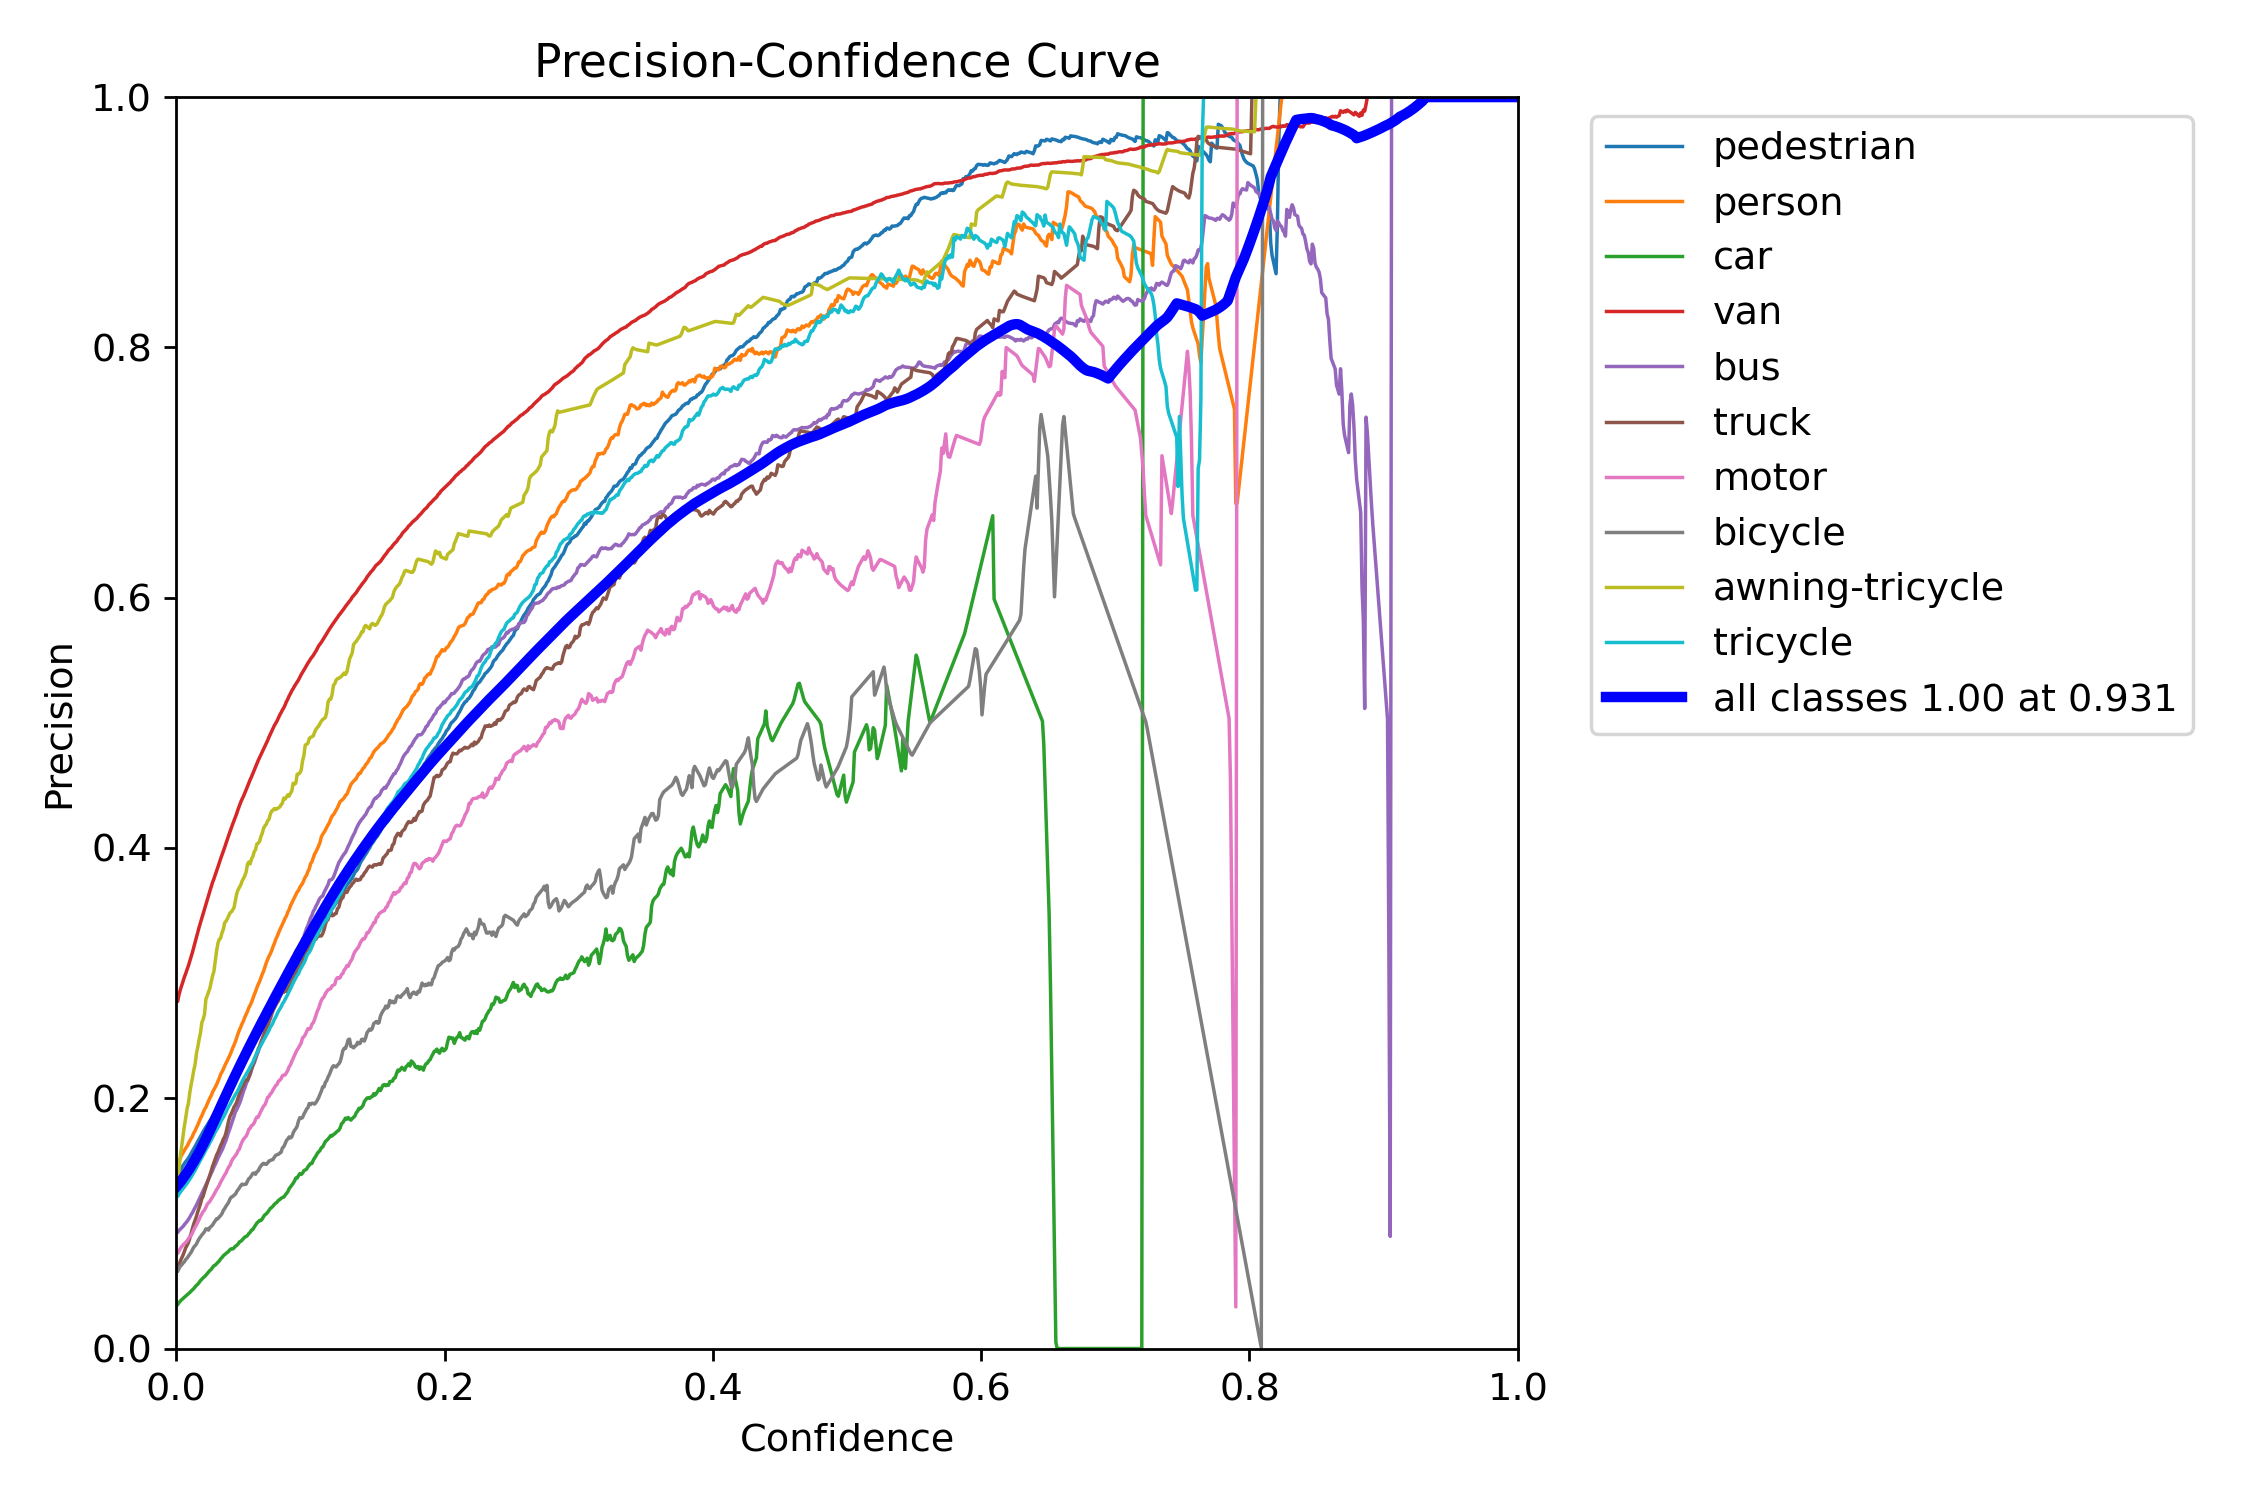 Precision-Confidence Curve
1.0
0.8
0.6
0.4
0.2
0.0
Precision
0.0 0.2 0.4 0.6 0.8 1.0
Confidence
pedestrian
person
car
van
bus
truck
motor
bicycle
awning-tricycle
tricycle
all classes 1.00 at 0.931